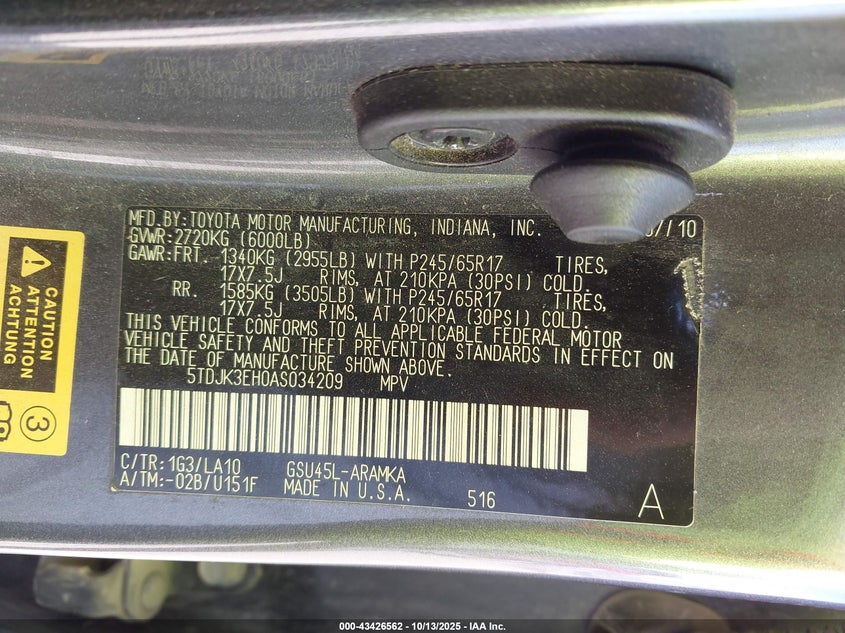 MFD.BY:TOYOTA MOTOR MANUFACTURING, INDIANA, INC. 07/10
GVWR:2720KG (6000LB)
GAWR:FRT. 1340KG (2955LB) WITH P245/65R17 TIRES,
17X7.5J RIMS, AT 210KPA (30PSI) COLD.
RR. 1585KG (3505LB) WITH P245/65R17 TIRES,
17X7.5J RIMS, AT 210KPA (30PSI) COLD.
THIS VEHICLE CONFORMS TO ALL APPLICABLE FEDERAL MOTOR
VEHICLE SAFETY AND THEFT PREVENTION STANDARDS IN EFFECT ON
THE DATE OF MANUFACTURE SHOWN ABOVE.
5TDJK3EH0AS034209 MPV
C/TR:1G3/LA10 GSU45L-ARAMKA
A/TM:-02B/U151F MADE IN U.S.A. 516 A
CAUTION
ATTENTION
ACHTUNG
3
000-43426562 - 10/13/2025 - IAA Inc.